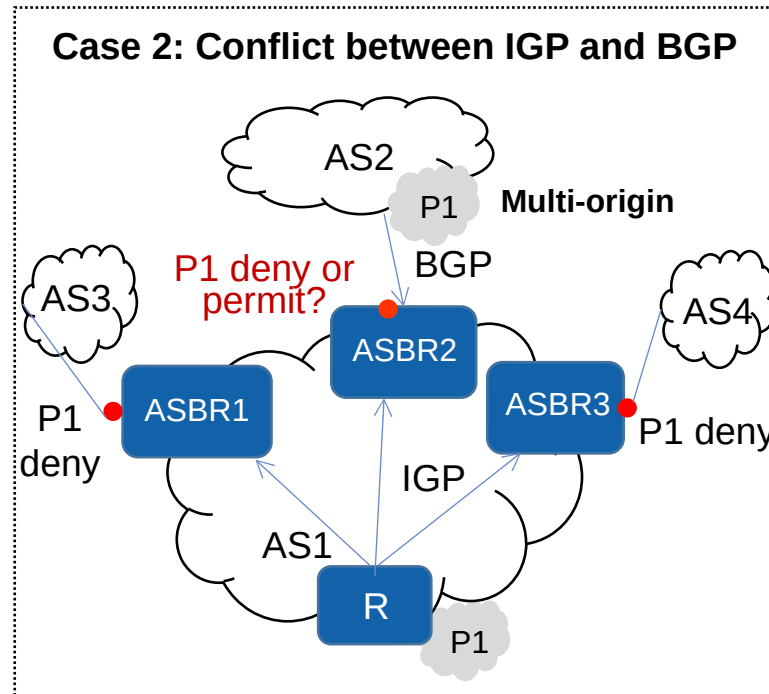 Case 2: Conflict between IGP and BGP
AS2
P1
Multi-origin
BGP
P1 deny or
permit?
AS3
AS4
ASBR2
ASBR1
ASBR3
P1
deny
P1 deny
IGP
AS1
R
P1